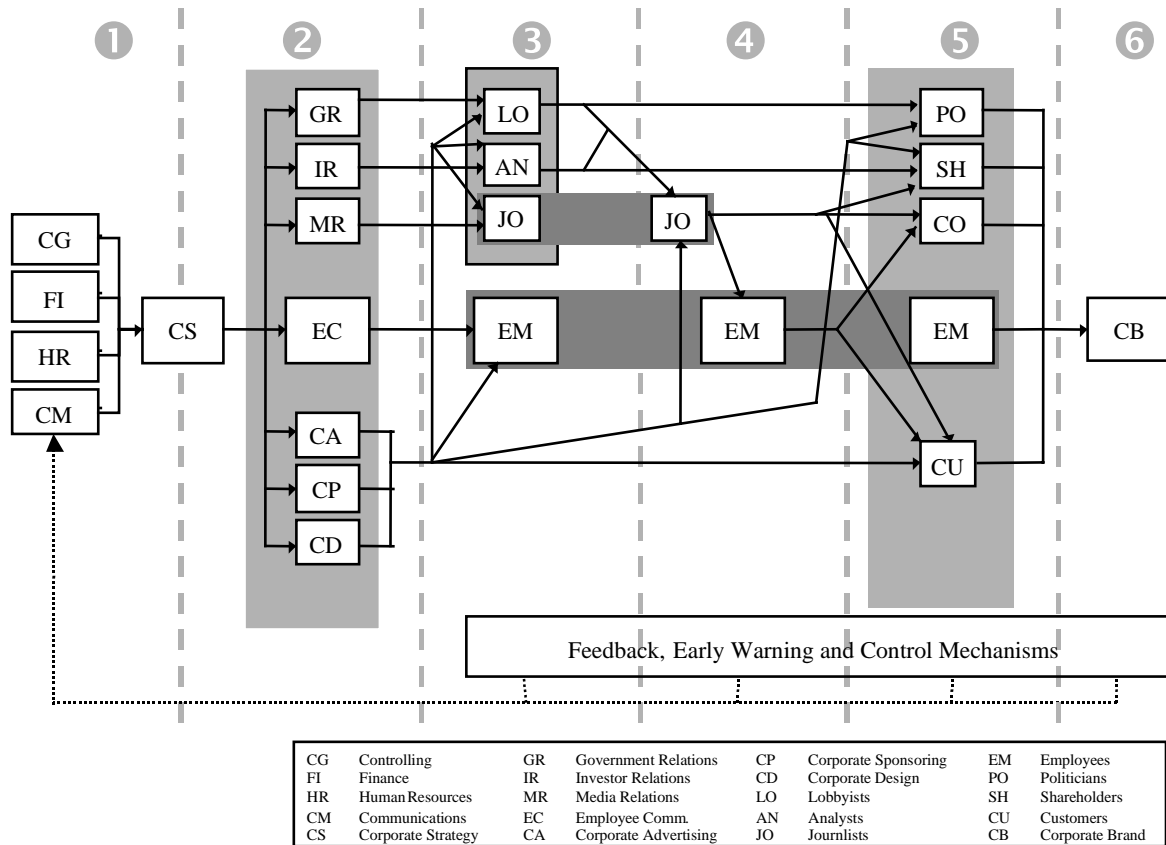 1 2 3 4 5 6
GR LO PO
IR AN SH
MR JO JO CO
CG
FI
CS EC EM EM EM CB
HR
CM
CA
CU
CP
CD
Feedback, Early Warning and Control Mechanisms
CG Controlling GR Government Relations CP Corporate Sponsoring EM Employees
FI Finance IR Investor Relations CD Corporate Design PO Politicians
HR Human Resources MR Media Relations LO Lobbyists SH Shareholders
CM Communications EC Employee Comm. AN Analysts CU Customers
CS Corporate Strategy CA Corporate Advertising JO Journlists CB Corporate Brand